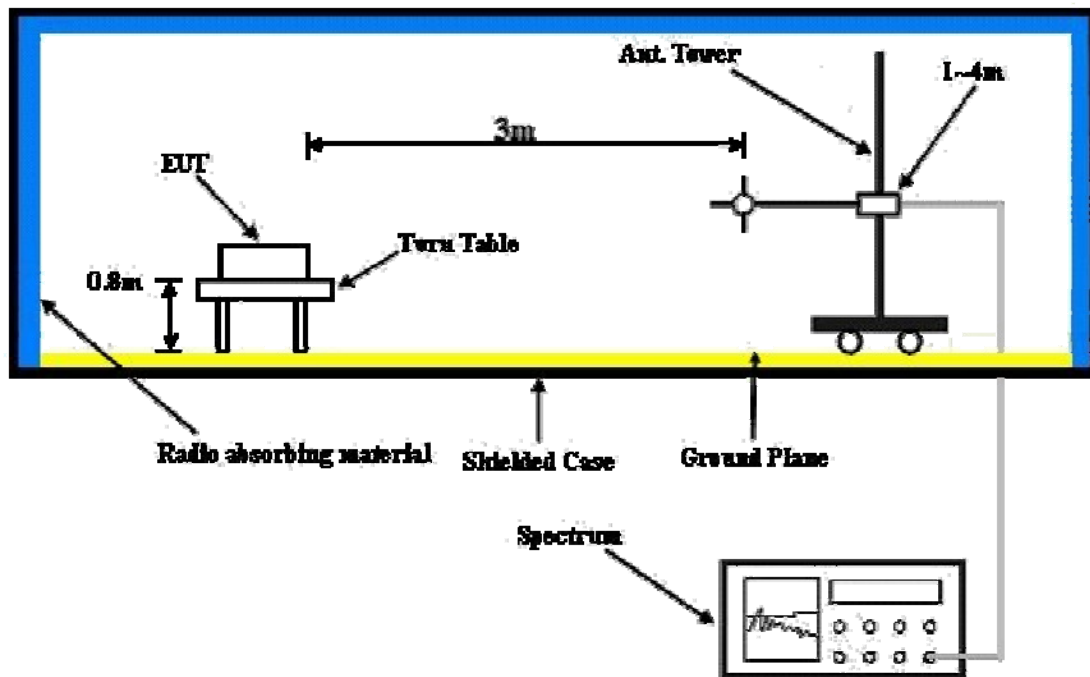 Ant. Tower
1~4m
3m
EUT
Turn Table
0.8m
Radio absorbing material
Shielded Case
Ground Plane
Spectrum